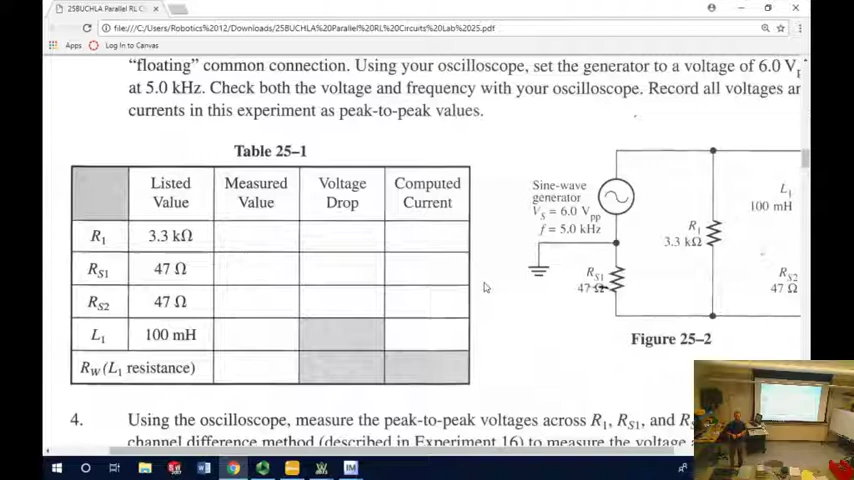 25BUCHLA Parallel RL Ci
file:///C:/Users/Robotics%2012/Downloads/25BUCHLA%20Parallel%20RL%20Circuits%20Lab%2025.pdf
Apps Log In to Canvas
"floating" common connection. Using your oscilloscope, set the generator to a voltage of 6.0 Vp
at 5.0 kHz. Check both the voltage and frequency with your oscilloscope. Record all voltages ar
currents in this experiment as peak-to-peak values.
Table 25–1
Listed Value Measured Value Voltage Drop Computed Current
R1 3.3 kΩ
RS1 47 Ω
RS2 47 Ω
L1 100 mH
RW (L1 resistance)
Sine-wave
generator
VS = 6.0 Vpp
f = 5.0 kHz
RS1
47 Ω
R1
3.3 kΩ
L1
100 mH
RS2
47 Ω
Figure 25–2
4. Using the oscilloscope, measure the peak-to-peak voltages across R1, RS1, and R
channel difference method (described in Experiment 16) to measure the voltage